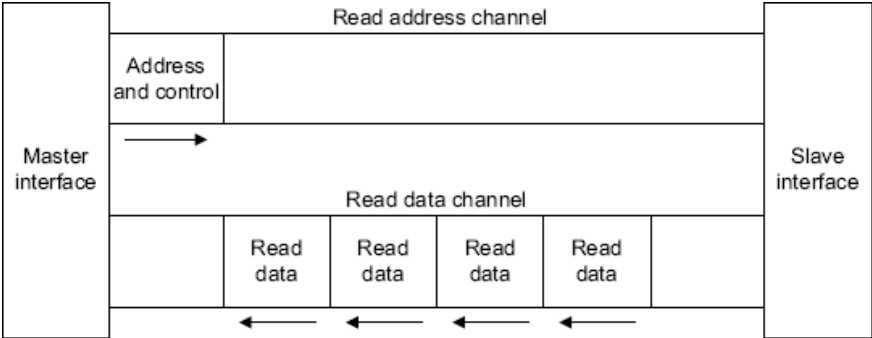 Read address channel
Address
and control
Master
interface
Slave
interface
Read data channel
Read
data
Read
data
Read
data
Read
data